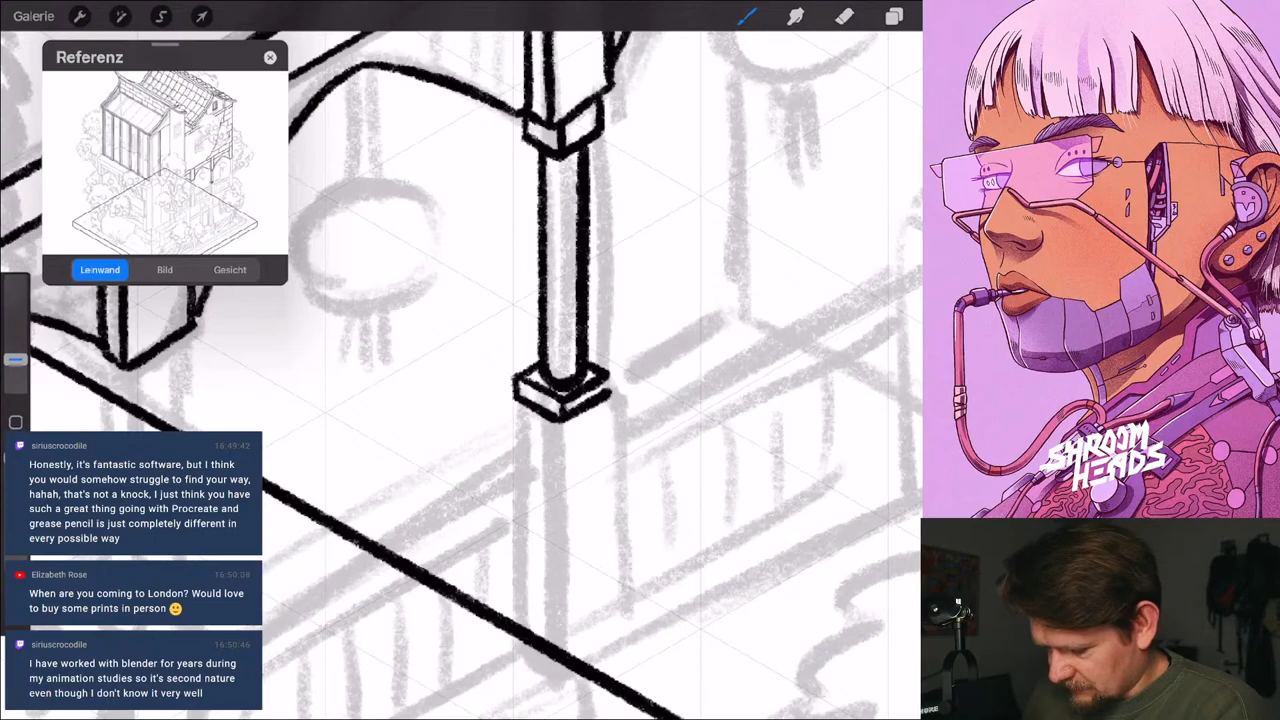 Galerie
Referenz
Leinwand
Bild
Gesicht
siriuscrocodile 16:49:42
Honestly, it's fantastic software, but I think
you would somehow struggle to find your way,
hahah, that's not a knock, I just think you have
such a great thing going with Procreate and
grease pencil is just completely different in
every possible way
Elizabeth Rose 16:50:08
When are you coming to London? Would love
to buy some prints in person 🙂
siriuscrocodile 16:50:46
I have worked with blender for years during
my animation studies so it's second nature
even though I don't know it very well
SHROOM
HEADS